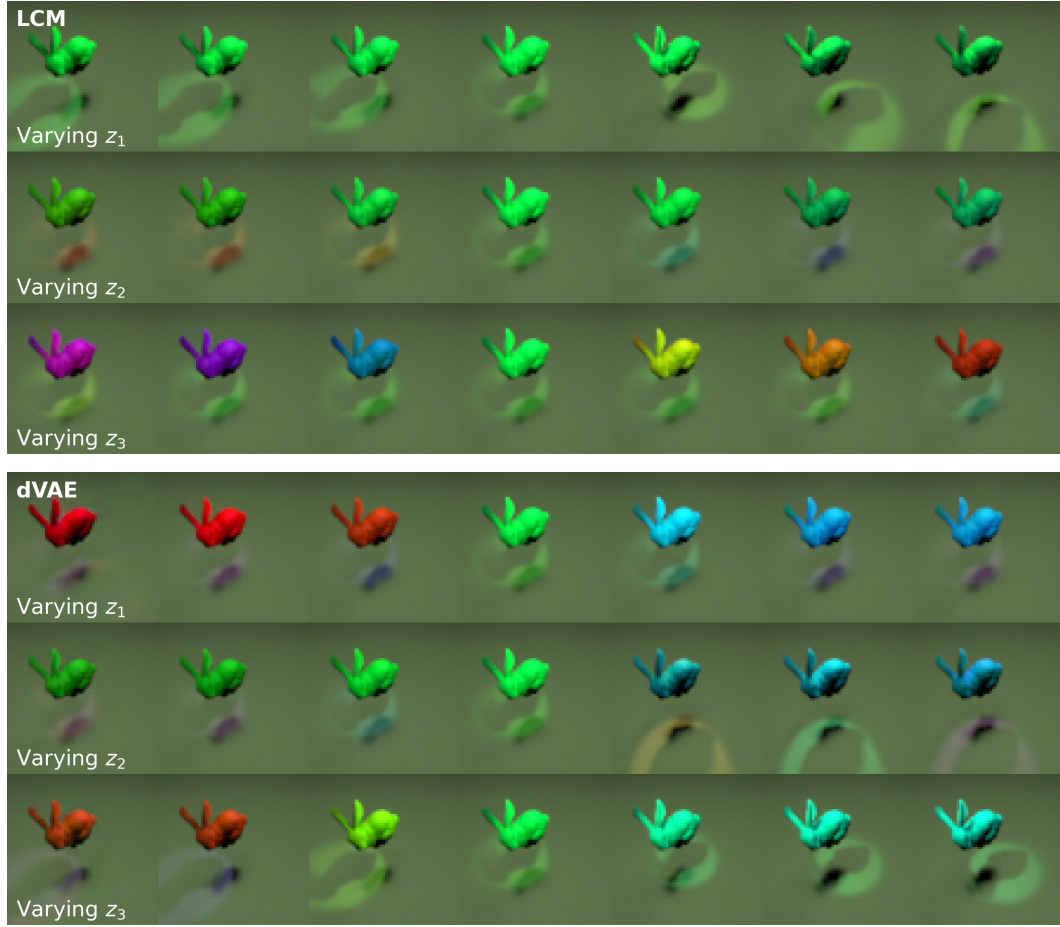 LCM
Varying z₁
Varying z₂
Varying z₃
dVAE
Varying z₁
Varying z₂
Varying z₃